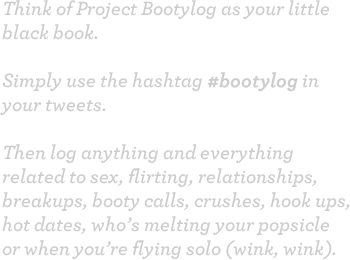 Think of Project Bootylog as your little
black book.
Simply use the hashtag #bootylog in
your tweets.
Then log anything and everything
related to sex, flirting, relationships,
breakups, booty calls, crushes, hook ups,
hot dates, who's melting your popsicle
or when you're flying solo (wink, wink).